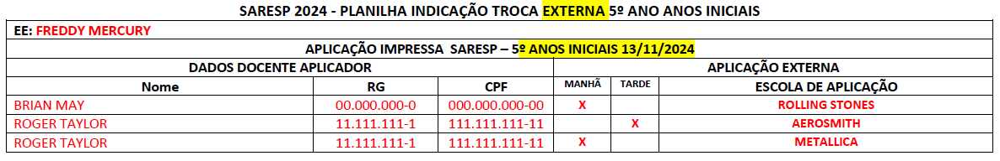 SARESP 2024 - PLANILHA INDICAÇÃO TROCA EXTERNA 5º ANO ANOS INICIAIS
EE: FREDDY MERCURY
APLICAÇÃO IMPRESSA SARESP – 5º ANOS INICIAIS 13/11/2024
DADOS DOCENTE APLICADOR APLICAÇÃO EXTERNA
Nome RG CPF MANHÃ TARDE ESCOLA DE APLICAÇÃO
BRIAN MAY 00.000.000-0 000.000.000-00 X ROLLING STONES
ROGER TAYLOR 11.111.111-1 111.111.111-11 X AEROSMITH
ROGER TAYLOR 11.111.111-1 111.111.111-11 X METALLICA